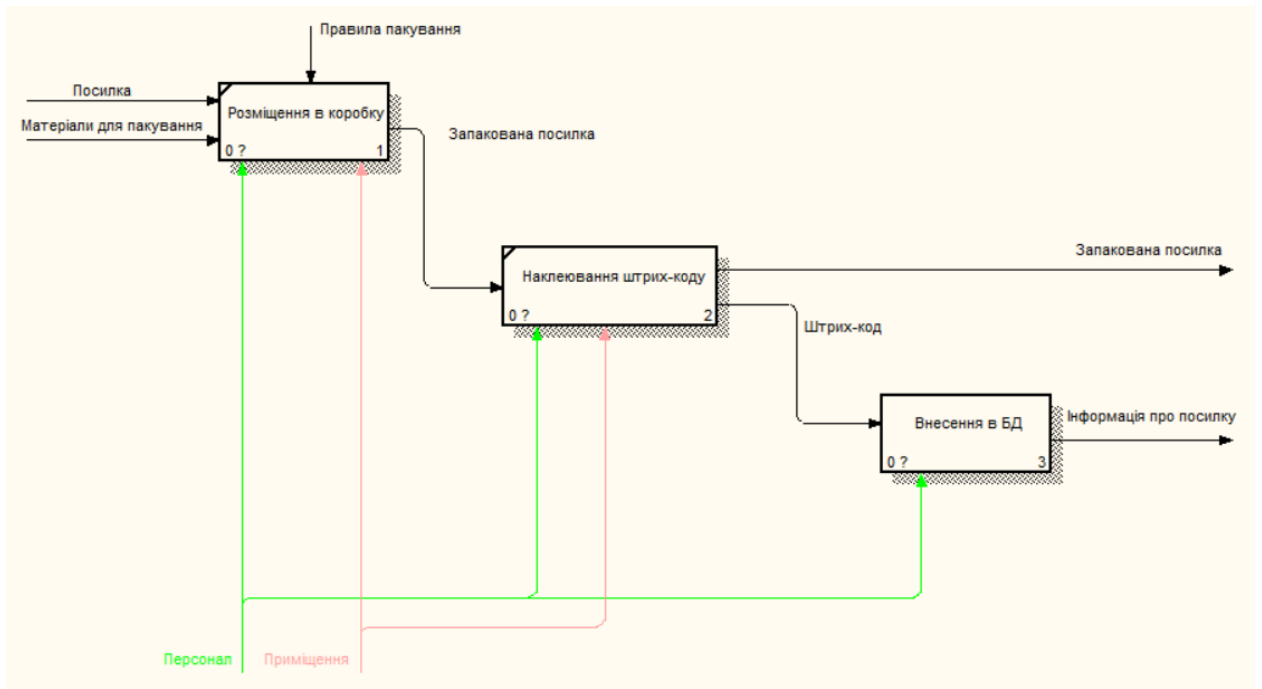 Правила пакування
Посилка
Матеріали для пакування
Розміщення в коробку
0 ?
1
Запакована посилка
Наклеювання штрих-коду
0 ?
2
Запакована посилка
Штрих-код
Внесення в БД
0 ?
3
Інформація про посилку
Персонал
Приміщення